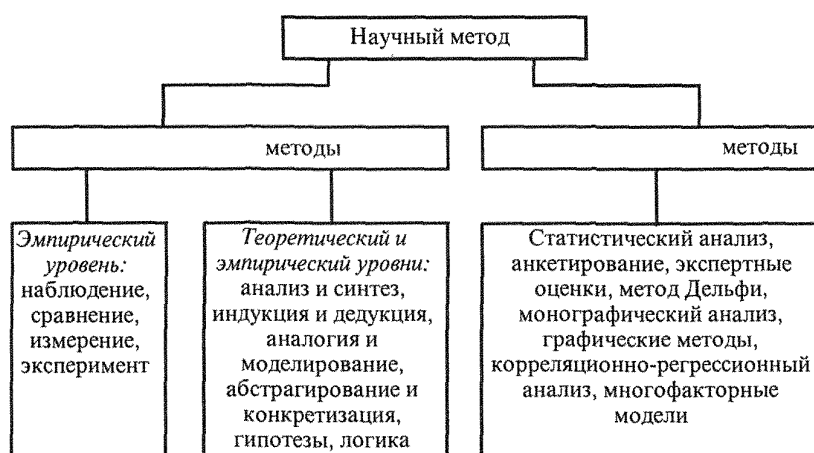 Научный метод
методы
методы
Эмпирический
уровень:
наблюдение,
сравнение,
измерение,
эксперимент
Теоретический и
эмпирический уровни:
анализ и синтез,
индукция и дедукция,
аналогия и
моделирование,
абстрагирование и
конкретизация,
гипотезы, логика
Статистический анализ,
анкетирование, экспертные
оценки, метод Дельфи,
монографический анализ,
графические методы,
корреляционно-регрессионный
анализ, многофакторные
модели